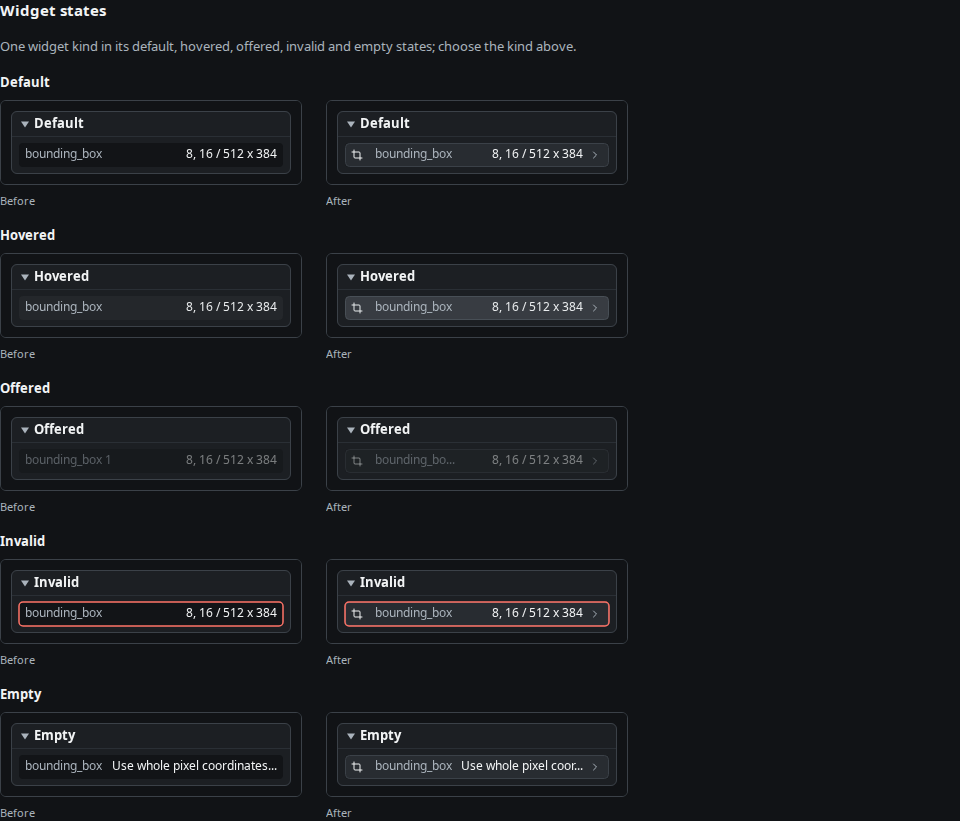 Widget states
One widget kind in its default, hovered, offered, invalid and empty states; choose the kind above.
Default
Default
bounding_box 8, 16 / 512 x 384
Default
bounding_box 8, 16 / 512 x 384
Before
After
Hovered
Hovered
bounding_box 8, 16 / 512 x 384
Hovered
bounding_box 8, 16 / 512 x 384
Before
After
Offered
Offered
bounding_box 1 8, 16 / 512 x 384
Offered
bounding_bo... 8, 16 / 512 x 384
Before
After
Invalid
Invalid
bounding_box 8, 16 / 512 x 384
Invalid
bounding_box 8, 16 / 512 x 384
Before
After
Empty
Empty
bounding_box Use whole pixel coordinates...
Empty
bounding_box Use whole pixel coor...
Before
After